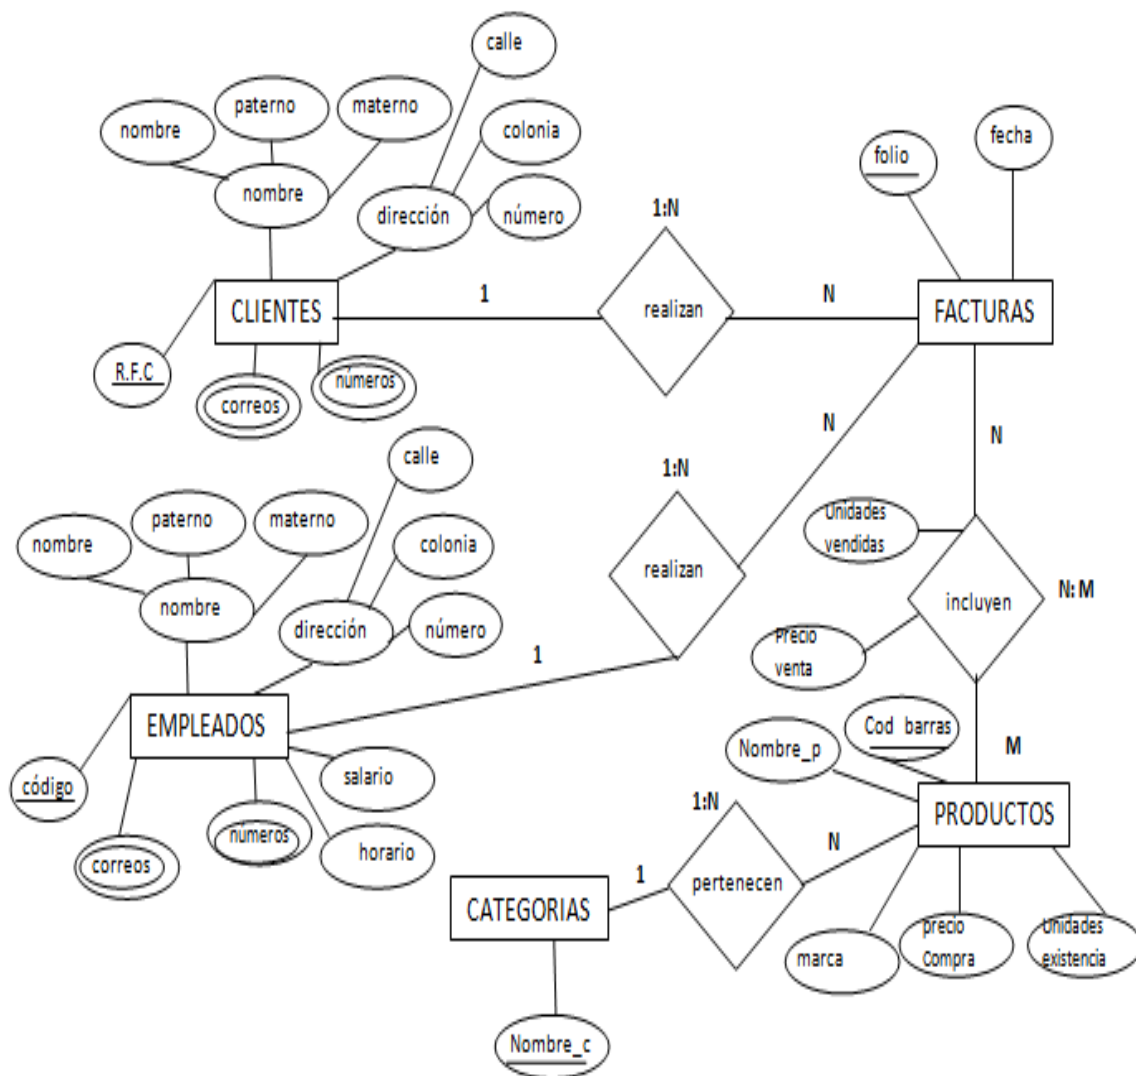 calle
paterno
materno
nombre
colonia
nombre
dirección
número
folio
fecha
1:N
CLIENTES
1
realizan
N
FACTURAS
R.F.C
correos
números
calle
N
N
1:N
paterno
materno
nombre
colonia
Unidades
vendidas
realizan
nombre
dirección
número
incluyen
N: M
1
Precio
venta
EMPLEADOS
Cod barras
Nombre_p
M
código
salario
1:N
PRODUCTOS
correos
números
horario
N
1
pertenecen
CATEGORIAS
marca
precio
Compra
Unidades
existencia
Nombre_c